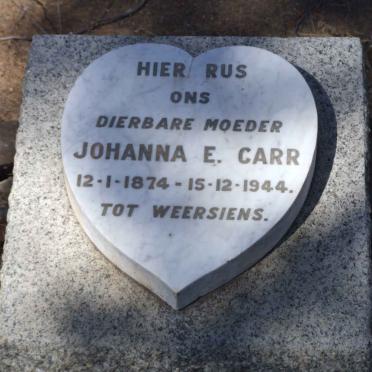 HIER RUS
ONS
DIERBARE MOEDER
JOHANNA E. CARR
12-1-1874 - 15-12-1944.
TOT WEERSIENS.